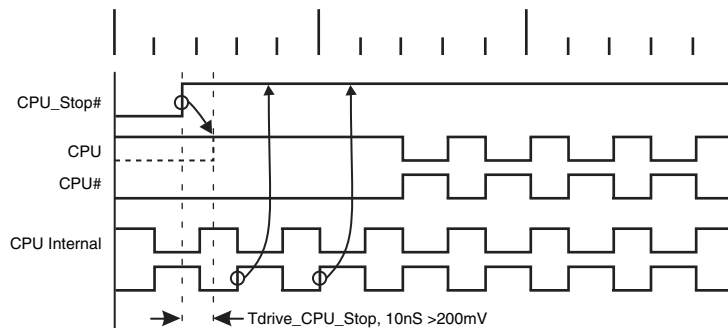 CPU_Stop#
CPU
CPU#
CPU Internal
Tdrive_CPU_Stop, 10nS >200mV